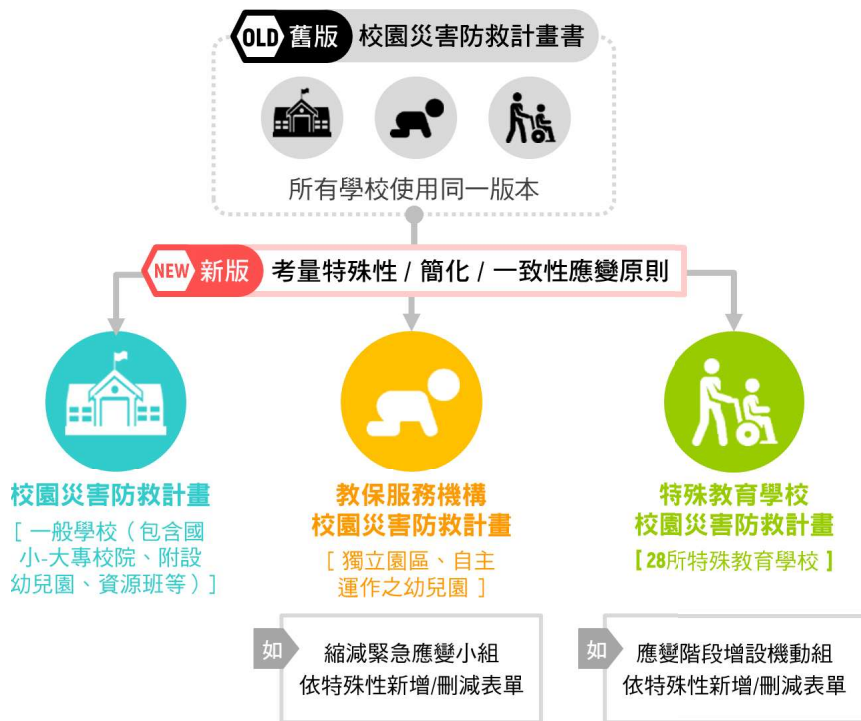 OLD 舊版 校園災害防救計畫書
所有學校使用同一版本
NEW 新版 考量特殊性 / 簡化 / 一致性應變原則
校園災害防救計畫
[ 一般學校（包含國
小-大專校院、附設
幼兒園、資源班等）]
教保服務機構
校園災害防救計畫
[ 獨立園區、自主
運作之幼兒園 ]
特殊教育學校
校園災害防救計畫
[ 28所特殊教育學校 ]
如
縮減緊急應變小組
依特殊性新增/刪減表單
如
應變階段增設機動組
依特殊性新增/刪減表單